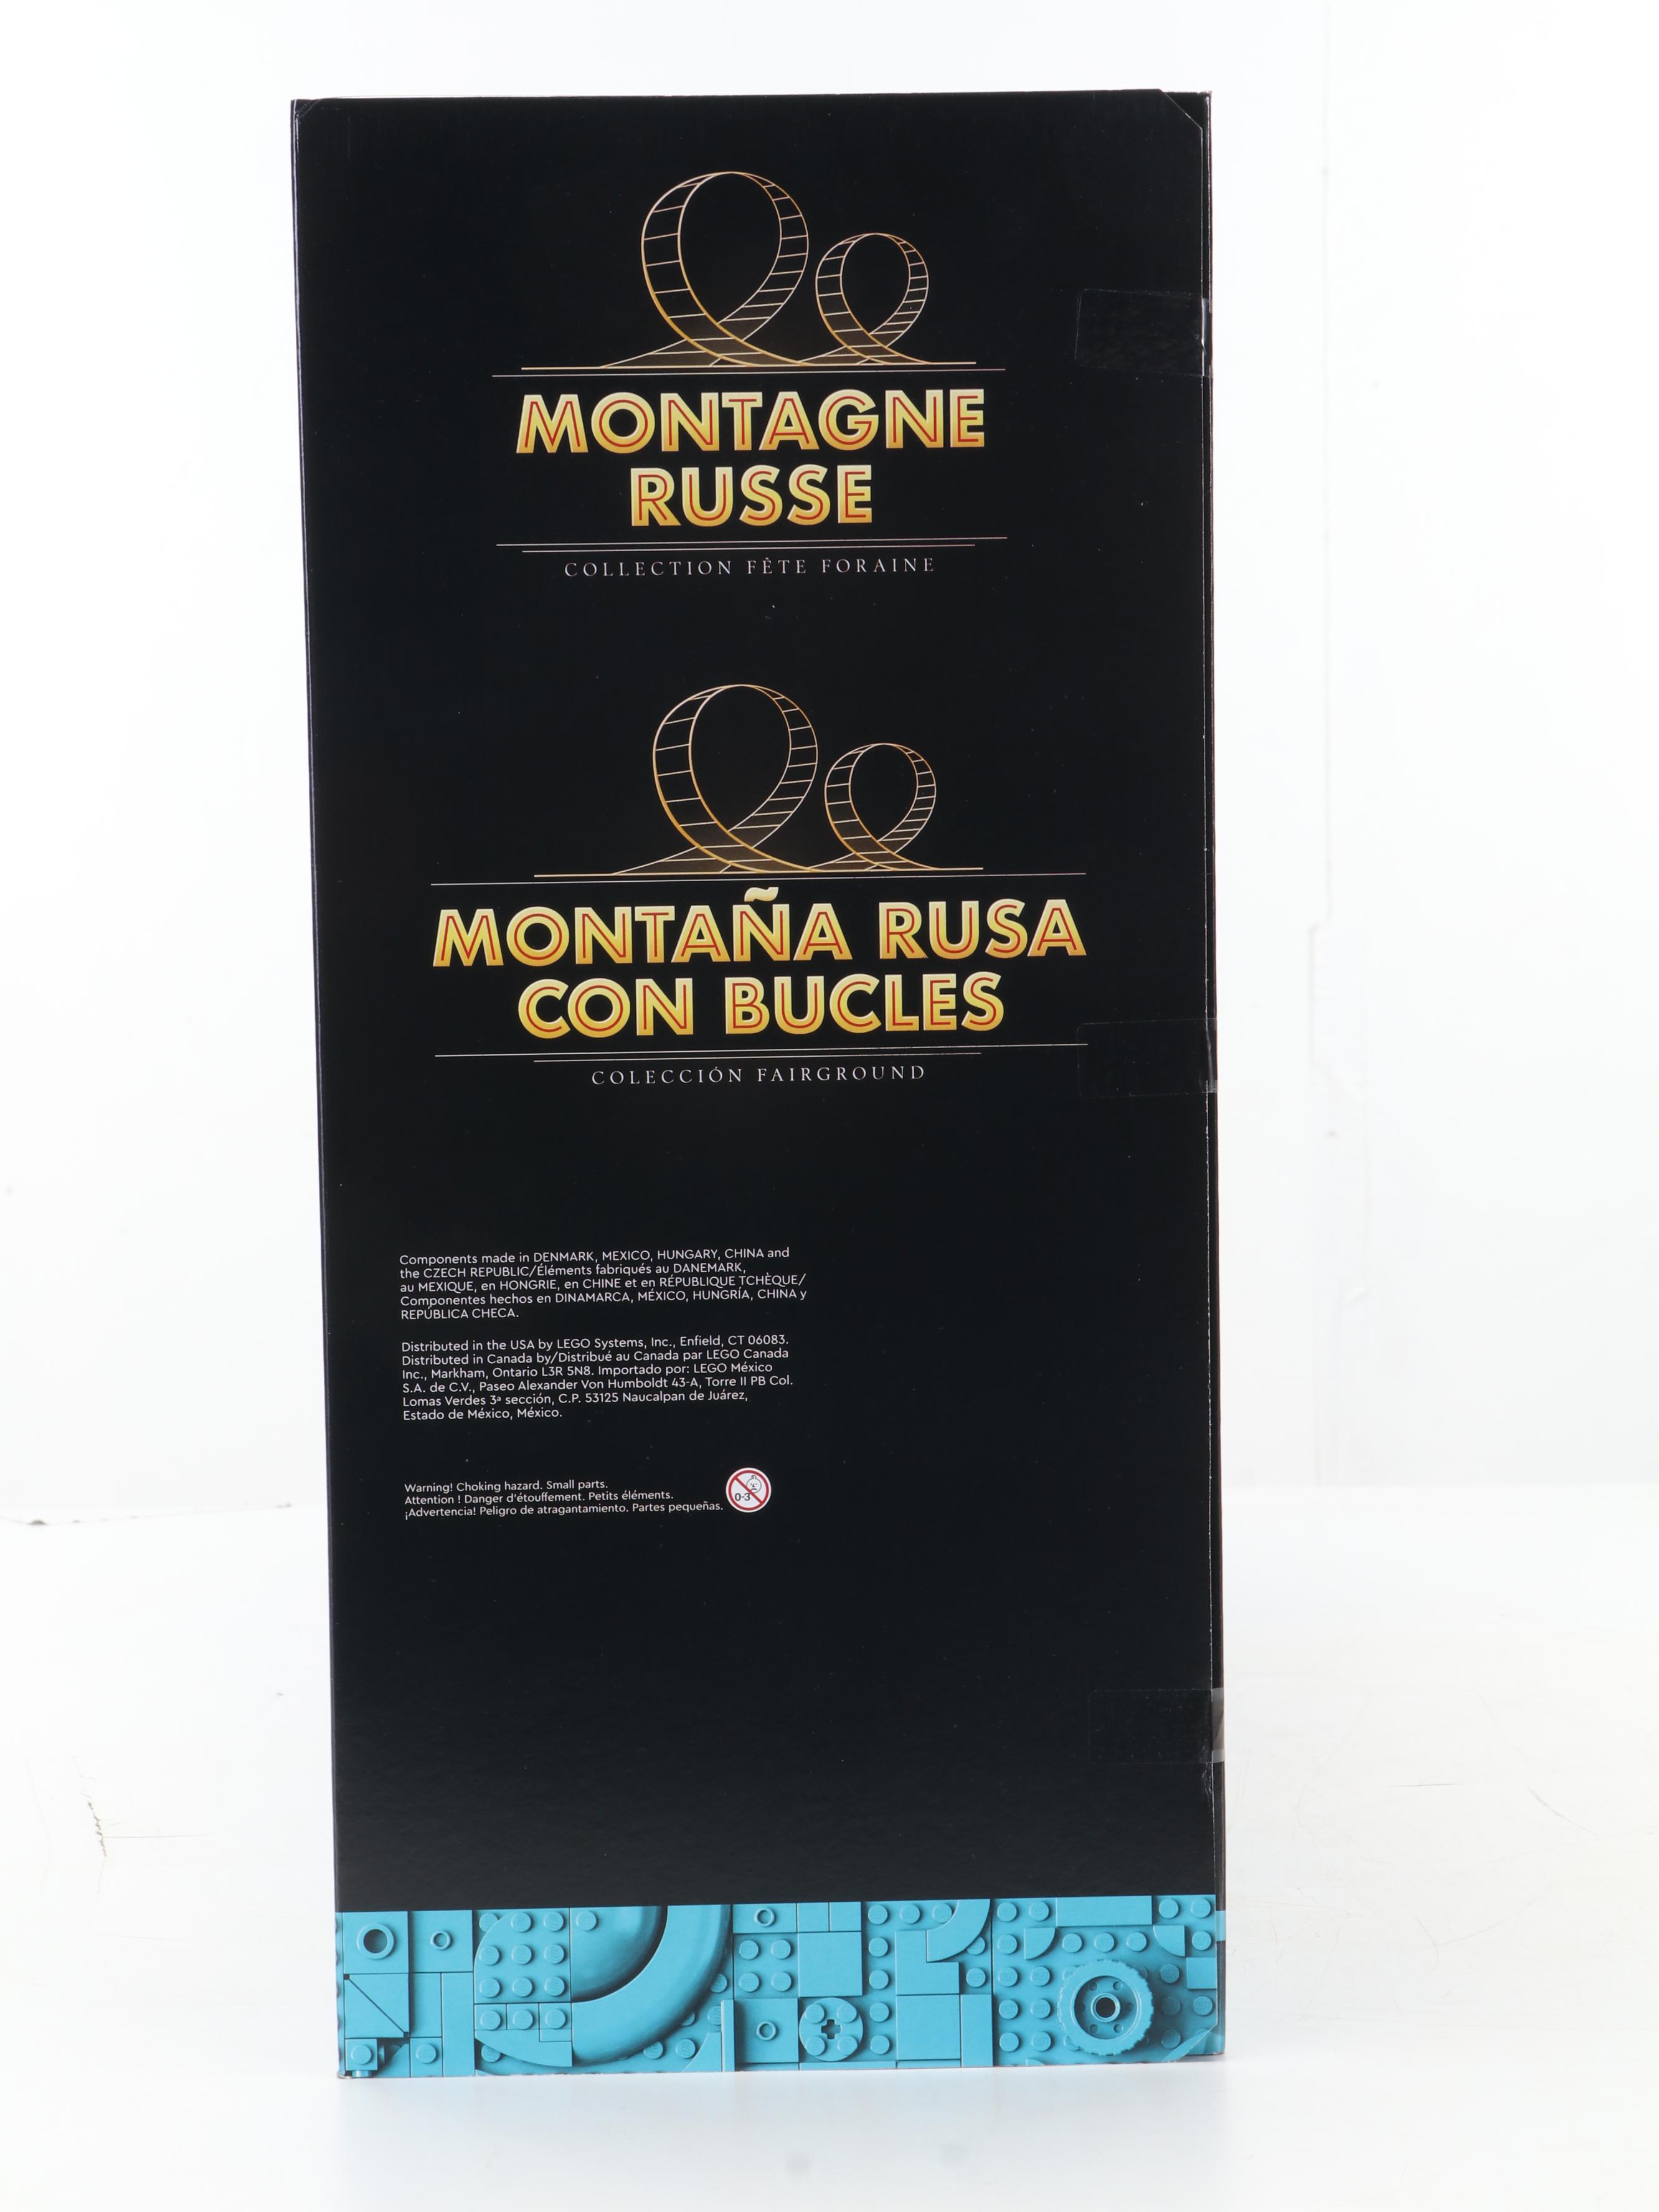 MONTAGNE
RUSSE
COLLECTION FÊTE FORAINE
MONTAÑA RUSA
CON BUCLES
COLECCIÓN FAIRGROUND
Components made in DENMARK, MEXICO, HUNGARY, CHINA and
the CZECH REPUBLIC/Éléments fabriqués au DANEMARK,
au MEXIQUE, en HONGRIE, en CHINE et en RÉPUBLIQUE TCHÈQUE/
Componentes hechos en DINAMARCA, MÉXICO, HUNGRÍA, CHINA y
REPÚBLICA CHECA.
Distributed in the USA by LEGO Systems, Inc., Enfield, CT 06083.
Distributed in Canada by/Distribué au Canada par LEGO Canada
Inc., Markham, Ontario L3R 5N8. Importado por: LEGO México
S.A. de C.V., Paseo Alexander Von Humboldt 43-A, Torre II PB Col.
Lomas Verdes 3ª sección, C.P. 53125 Naucalpan de Juárez,
Estado de México, México.
Warning! Choking hazard. Small parts.
Attention ! Danger d'étouffement. Petits éléments.
¡Advertencia! Peligro de atragantamiento. Partes pequeñas.
0-3